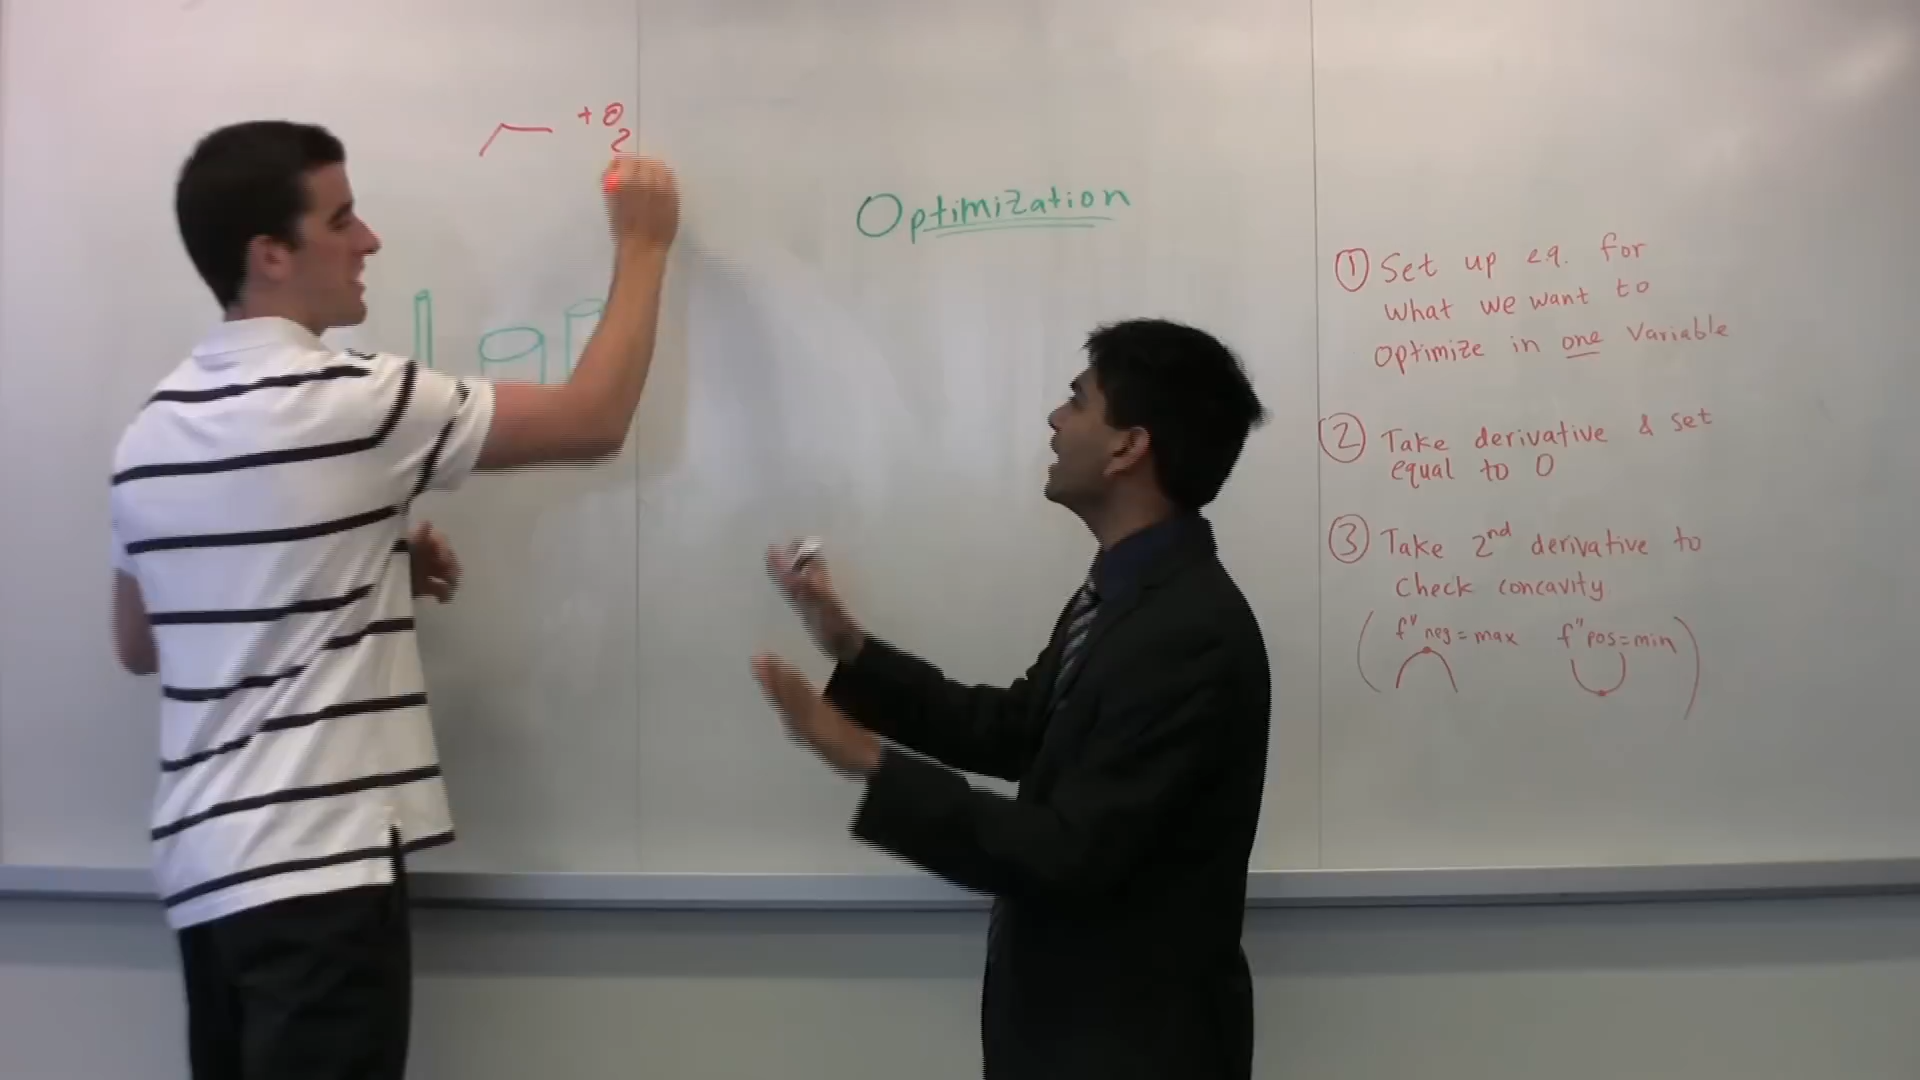 + O2
Optimization
① Set up eq. for
what we want to
optimize in one variable
② Take derivative & set
equal to 0
③ Take 2nd derivative to
check concavity
( f" neg = max f" pos = min )